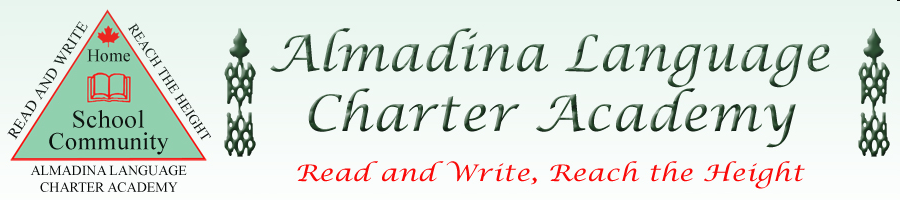 READ AND WRITE
REACH THE HEIGHT
Home
School
Community
ALMADINA LANGUAGE
CHARTER ACADEMY
Almadina Language
Charter Academy
Read and Write, Reach the Height